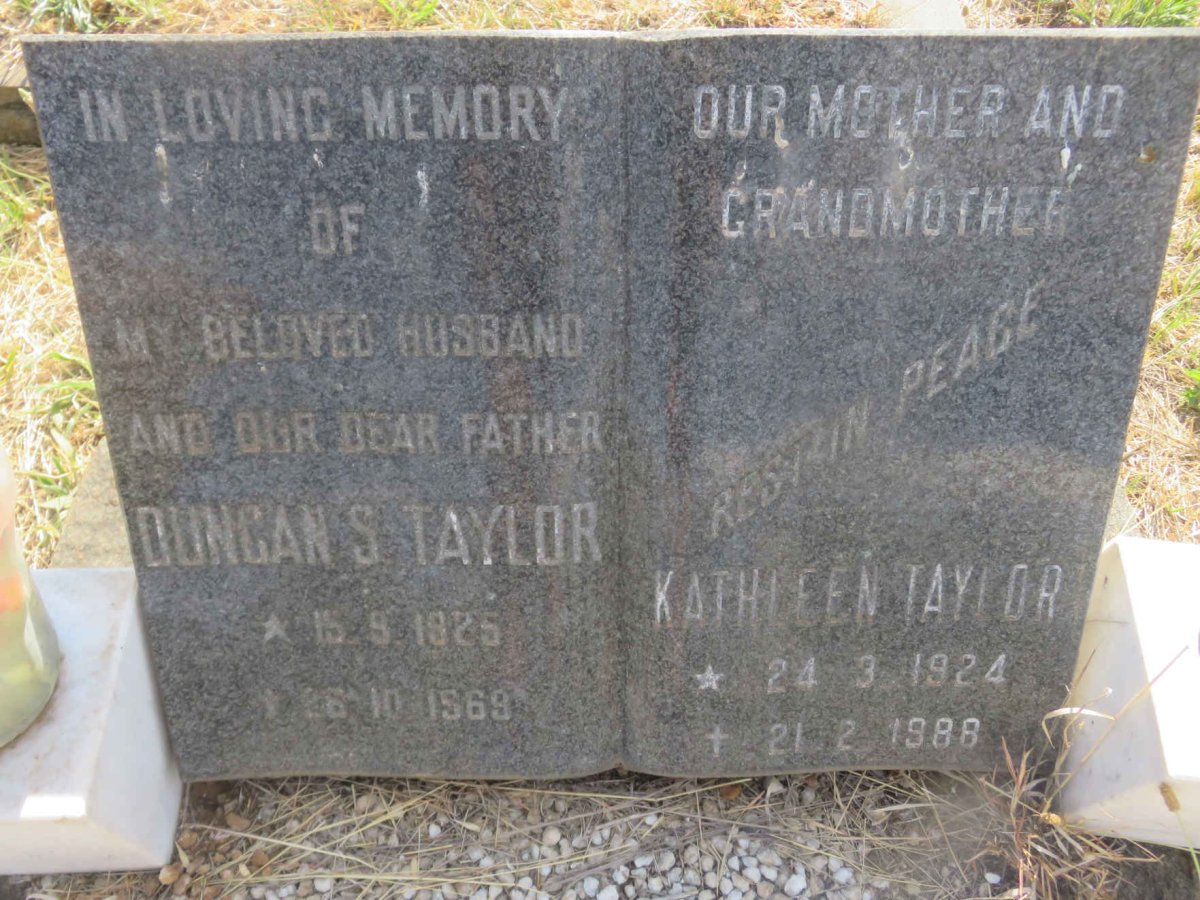 IN LOVING MEMORY
OF
MY BELOVED HUSBAND
AND OUR DEAR FATHER
DUNCAN S. TAYLOR
★ 15 9 1925
✝ 26 10 1969
OUR MOTHER AND
GRANDMOTHER
REST IN PEACE
KATHLEEN TAYLOR
★ 24 3 1924
✝ 21 2 1988